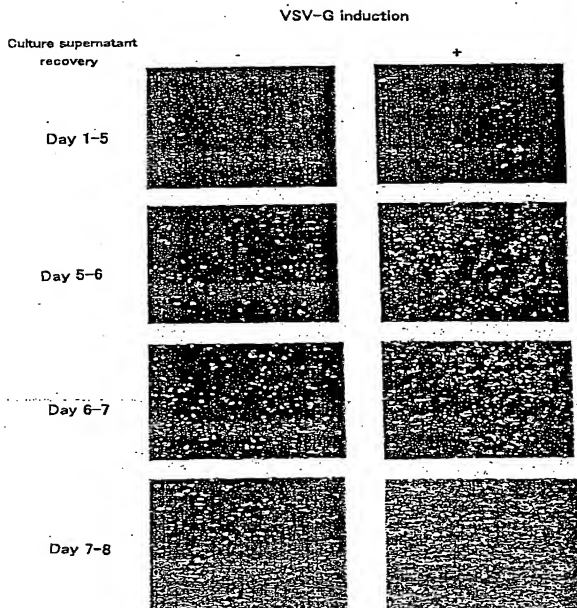 VSV-G induction
Culture supernatant
recovery
-
+
Day 1-5
Day 5-6
Day 6-7
Day 7-8